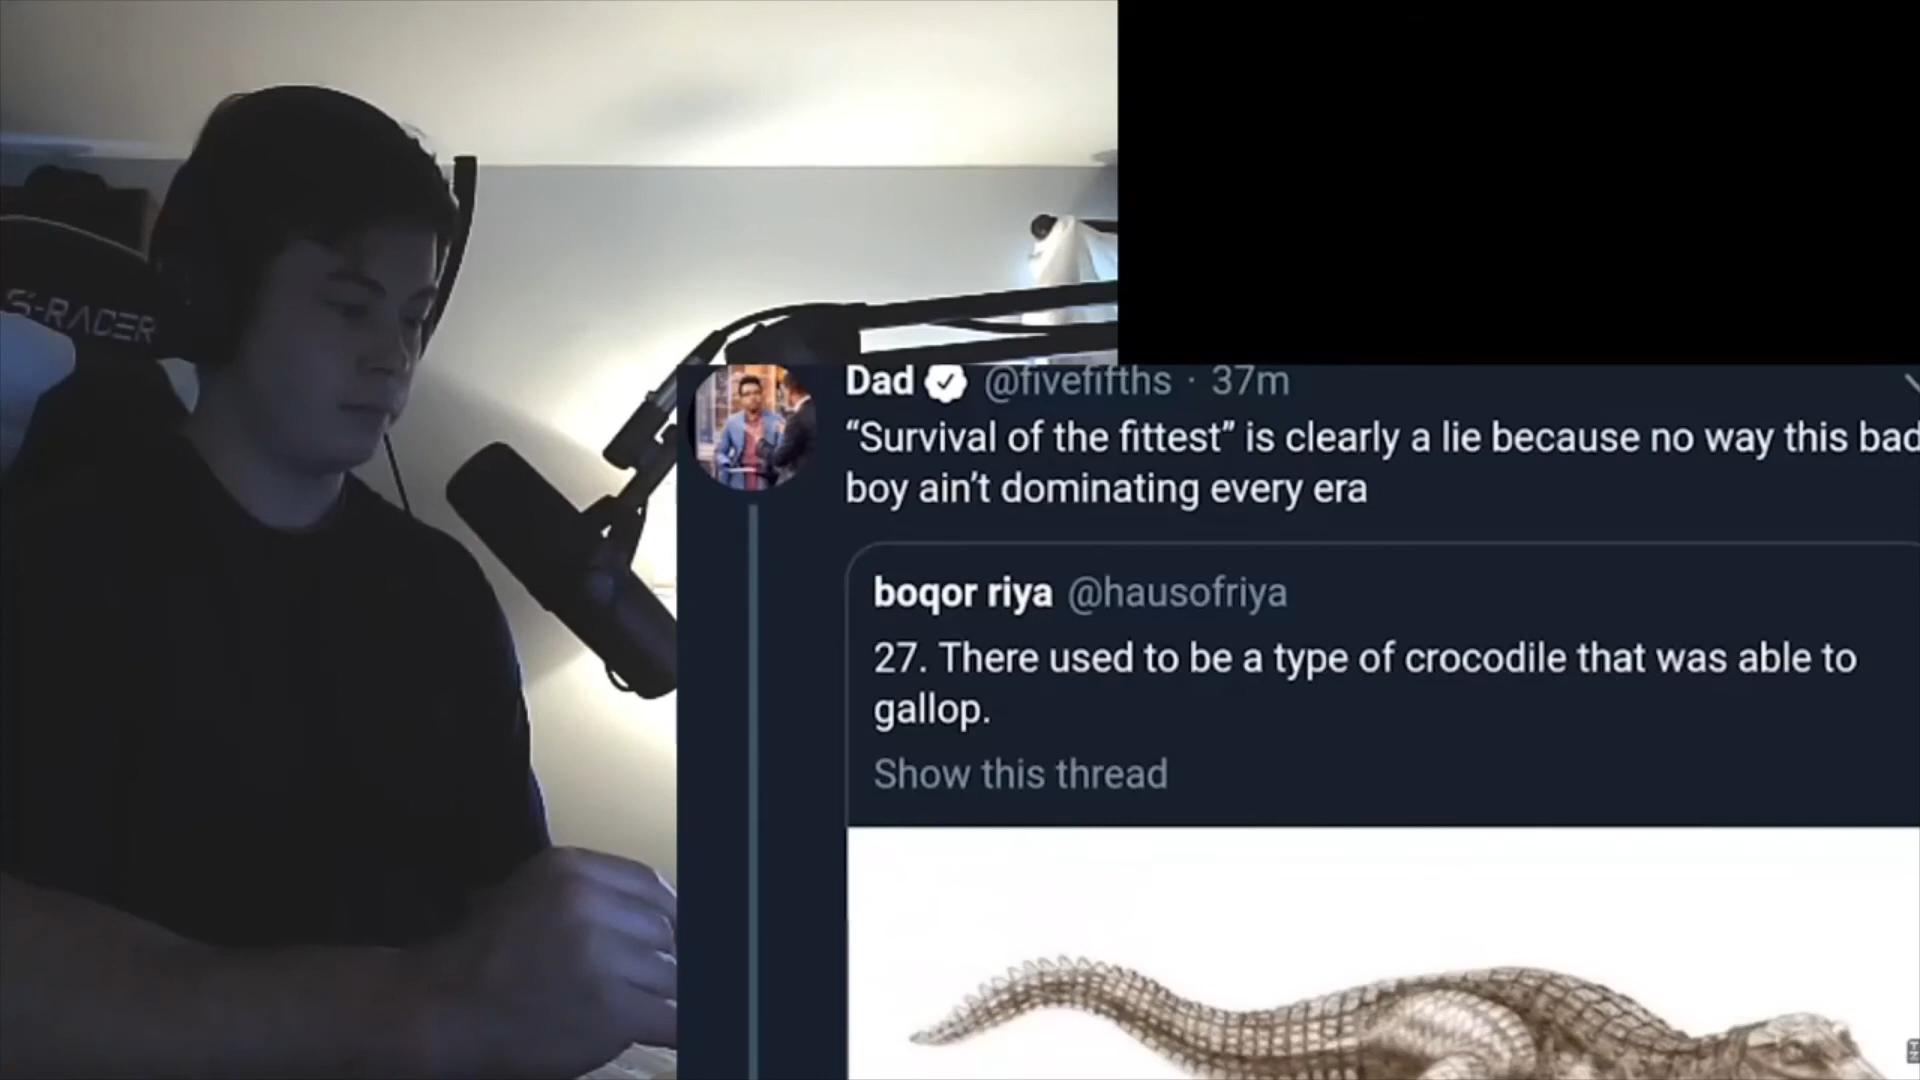 S-RACER
Dad @fivefifths · 37m
“Survival of the fittest” is clearly a lie because no way this bad
boy ain’t dominating every era
boqor riya @hausofriya
27. There used to be a type of crocodile that was able to
gallop.
Show this thread